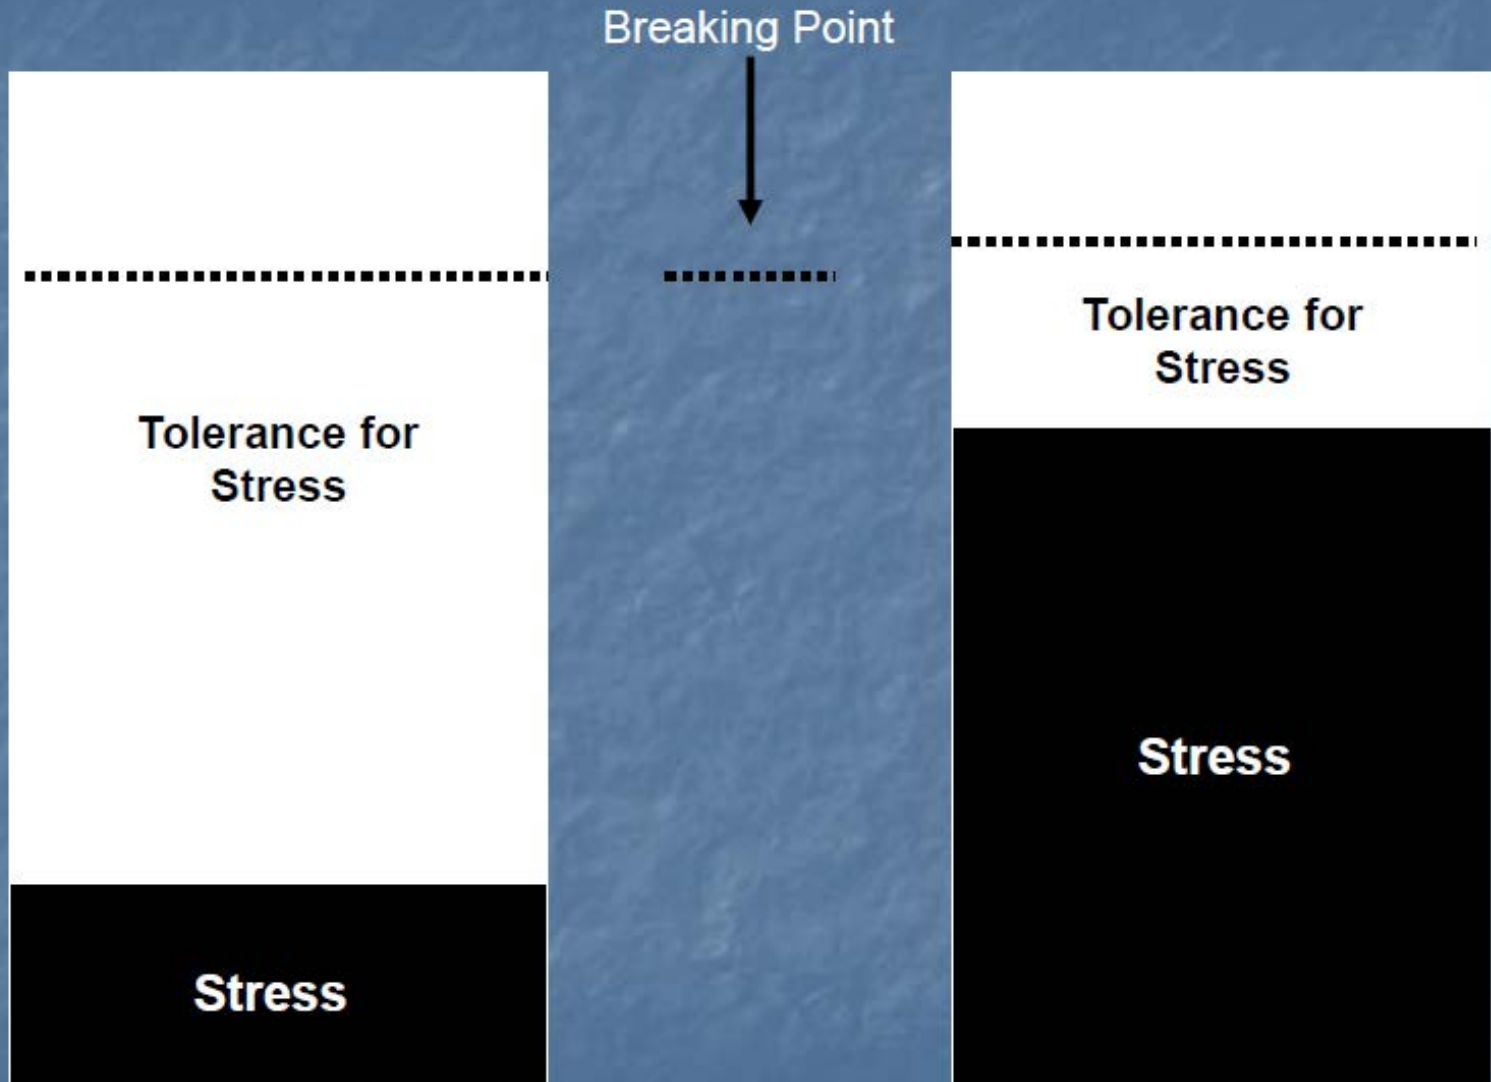 Breaking Point
Tolerance for
Stress
Stress
Tolerance for
Stress
Stress